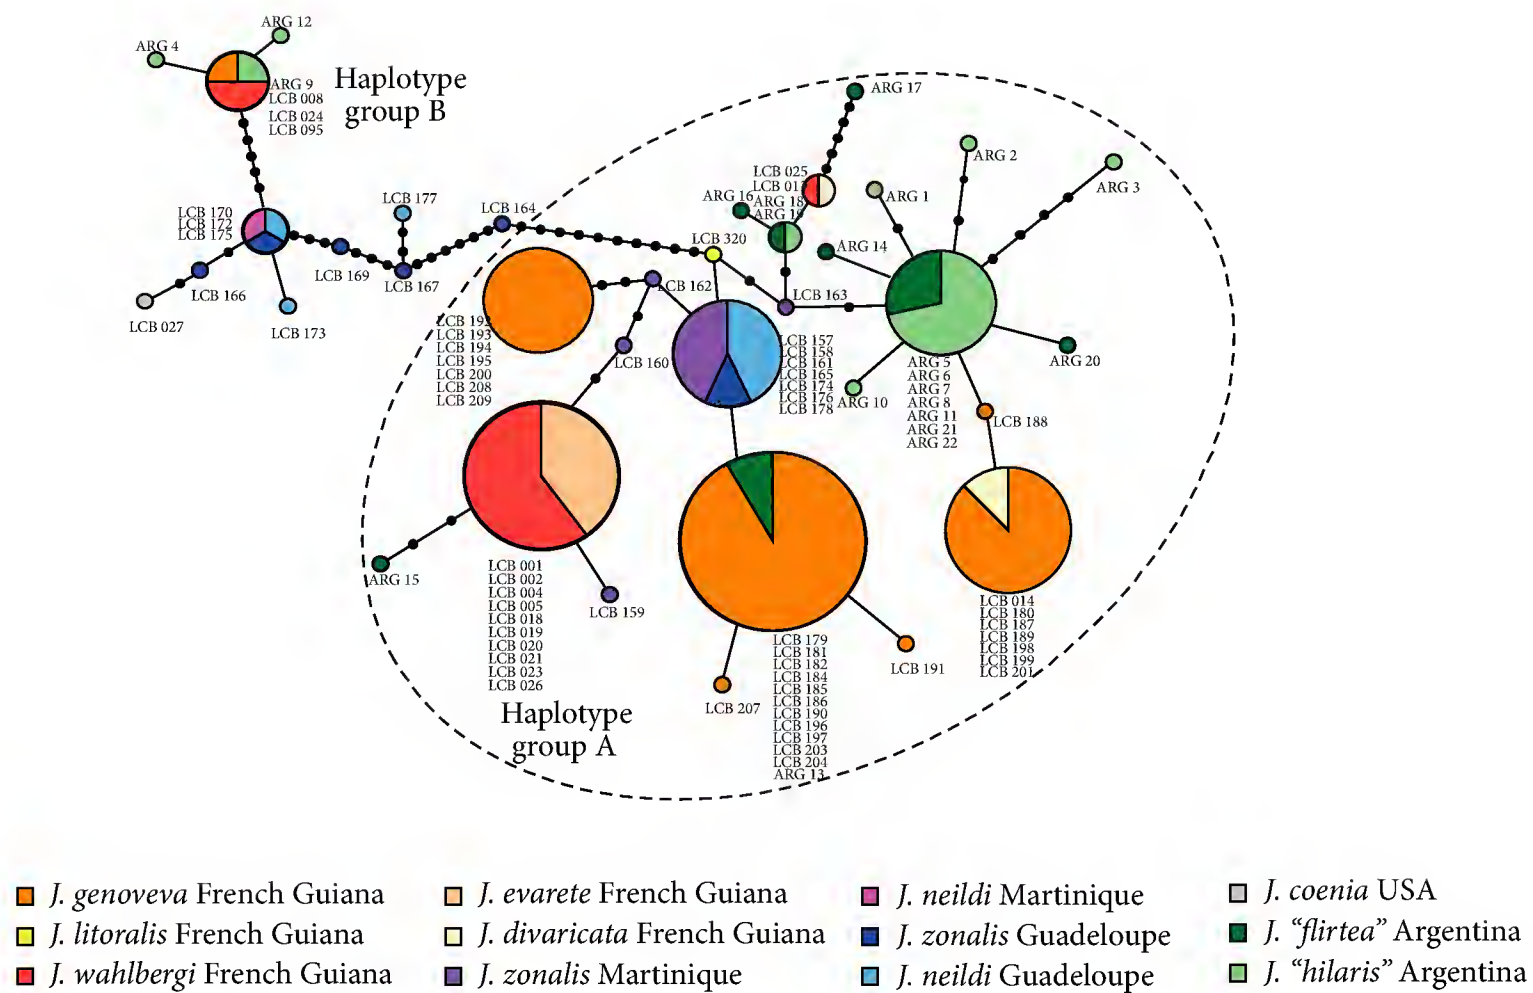 ARG 12
ARG 4
Haplotype
group B
ARG 9
LCB 008
LCB 024
LCB 095
ARG 17
LCB 025
ARG 16
ARG 18
ARG 19
ARG 1
ARG 2
ARG 3
ARG 14
LCB 177
LCB 164
LCB 170
LCB 172
LCB 175
LCB 169
LCB 167
LCB 166
LCB 027
LCB 173
LCB 320
LCB 162
LCB 163
LCB 192
LCB 193
LCB 194
LCB 195
LCB 200
LCB 208
LCB 209
LCB 160
LCB 157
LCB 158
LCB 161
LCB 165
LCB 174
LCB 176
LCB 178
ARG 10
ARG 5
ARG 6
ARG 7
ARG 8
ARG 11
ARG 21
ARG 22
ARG 20
LCB 188
ARG 15
LCB 001
LCB 002
LCB 004
LCB 005
LCB 018
LCB 019
LCB 020
LCB 021
LCB 023
LCB 026
LCB 159
LCB 207
LCB 179
LCB 181
LCB 182
LCB 184
LCB 185
LCB 186
LCB 190
LCB 196
LCB 197
LCB 203
LCB 204
ARG 13
LCB 191
LCB 014
LCB 180
LCB 187
LCB 189
LCB 198
LCB 199
LCB 201
Haplotype
group A
J. genoveva French Guiana
J. litoralis French Guiana
J. wahlbergi French Guiana
J. evarete French Guiana
J. divaricata French Guiana
J. zonalis Martinique
J. neildi Martinique
J. zonalis Guadeloupe
J. neildi Guadeloupe
J. coenia USA
J. “flirtea” Argentina
J. “hilaris” Argentina